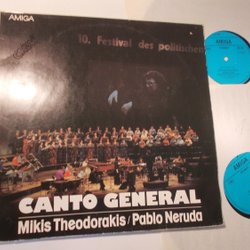 AMIGA
10. Festival des politischen
CANTO GENERAL
Mikis Theodorakis/Pablo Neruda